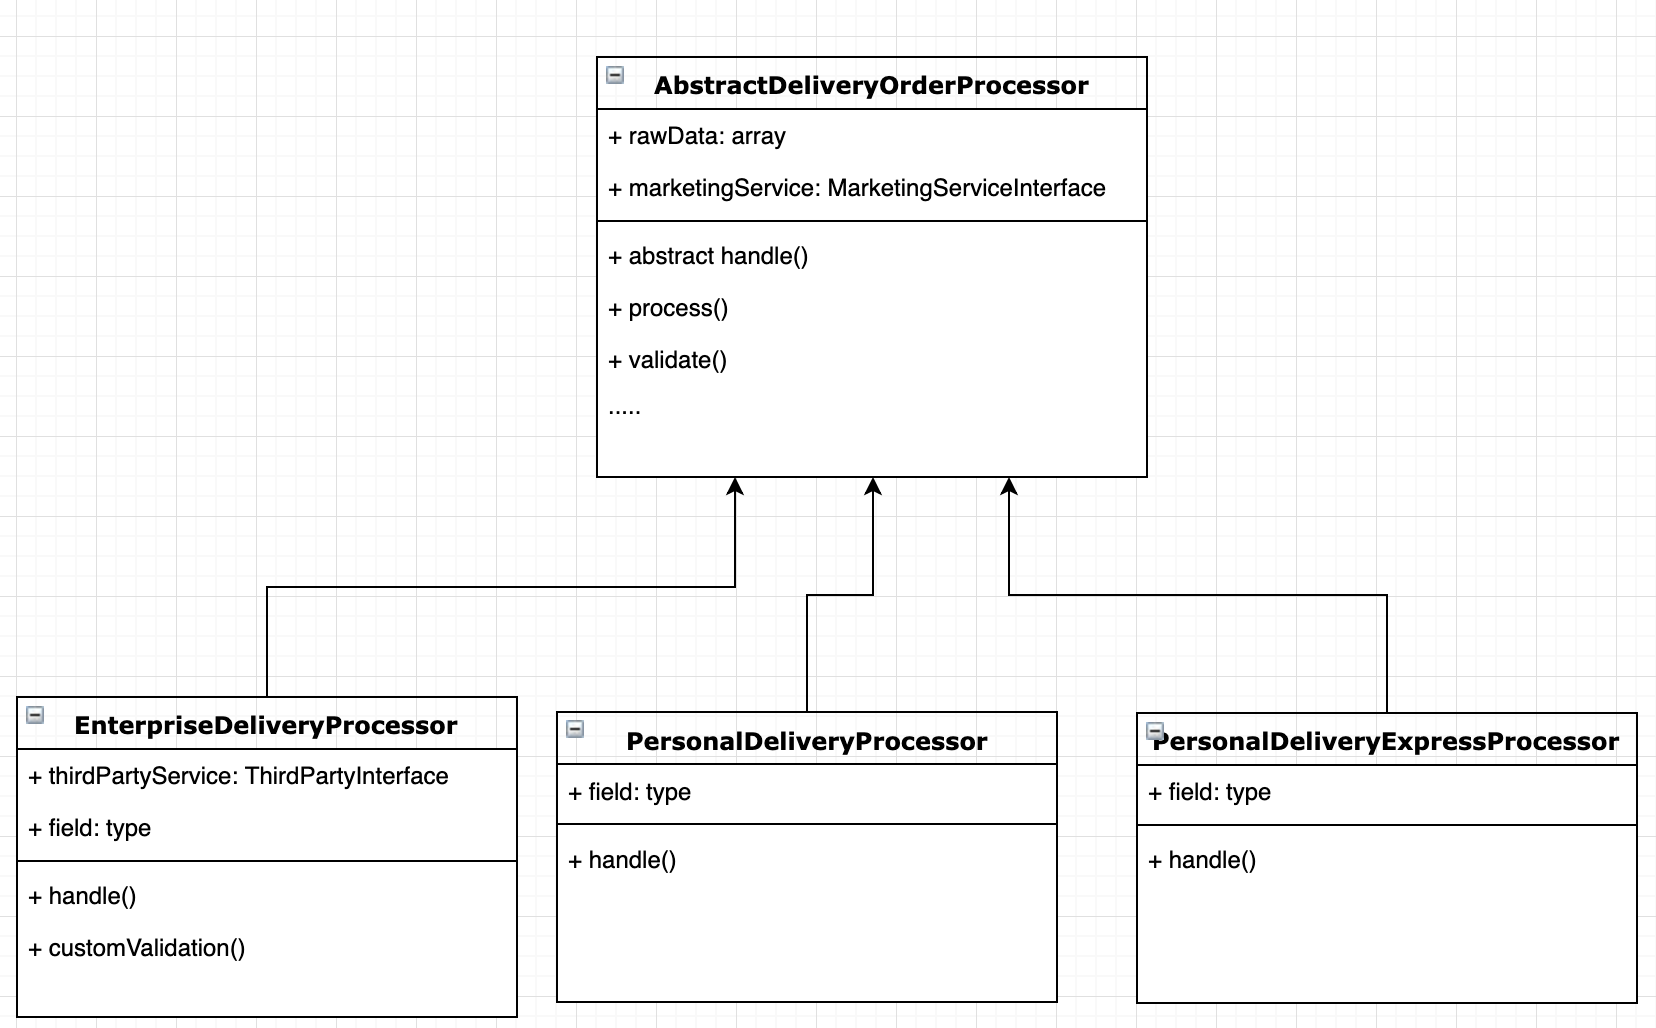 AbstractDeliveryOrderProcessor
+ rawData: array
+ marketingService: MarketingServiceInterface
+ abstract handle()
+ process()
+ validate()
.....
EnterpriseDeliveryProcessor
+ thirdPartyService: ThirdPartyInterface
+ field: type
+ handle()
+ customValidation()
PersonalDeliveryProcessor
+ field: type
+ handle()
PersonalDeliveryExpressProcessor
+ field: type
+ handle()